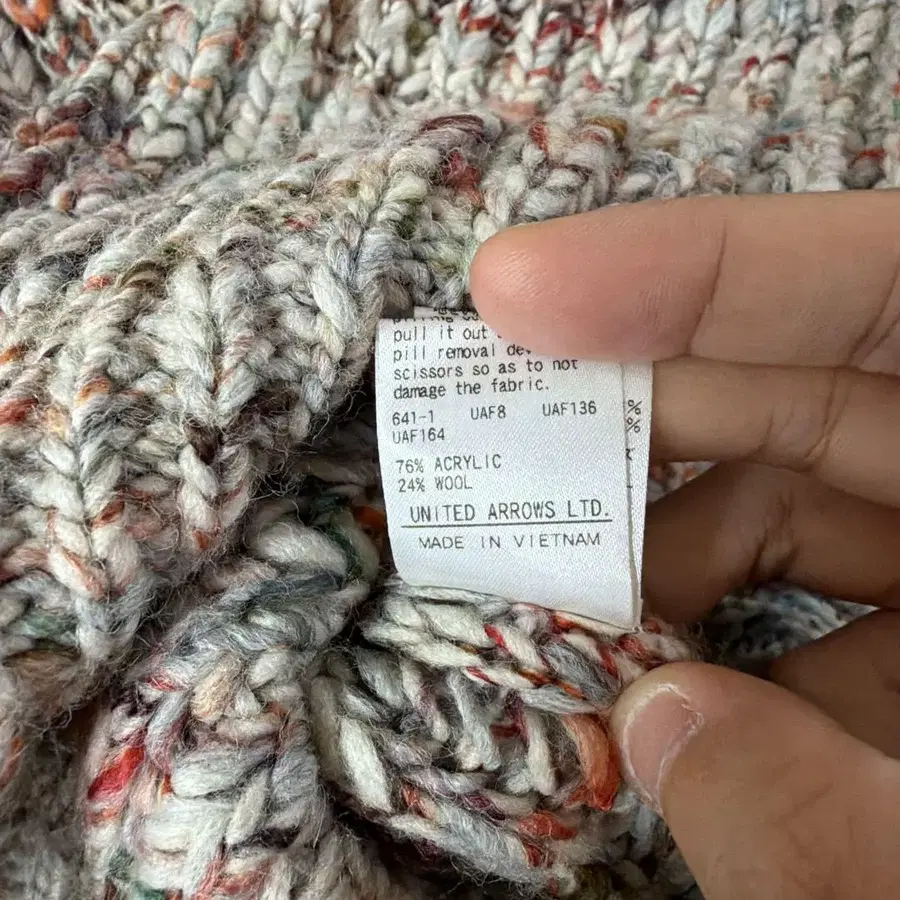 pull it out
pill removal
scissors so as to not
damage the fabric.
641-1 UAF8 UAF136
UAF164
76% ACRYLIC
24% WOOL
UNITED ARROWS LTD.
MADE IN VIETNAM
%
%